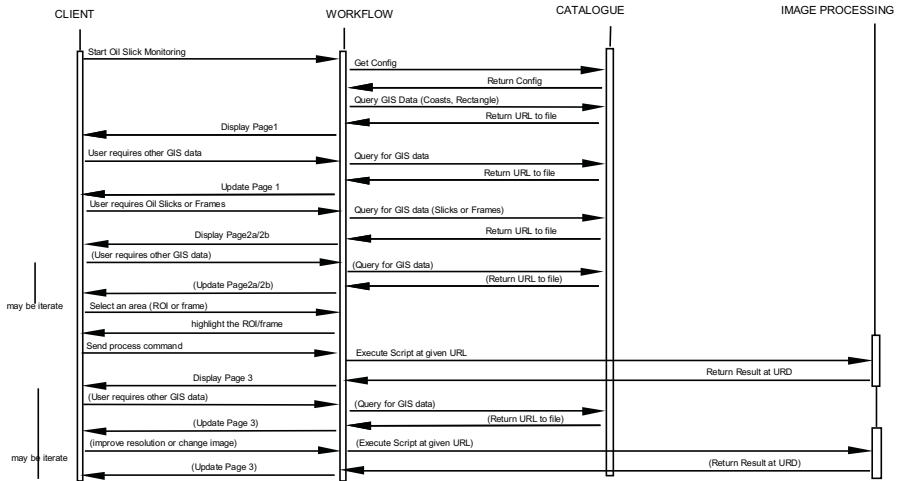 CLIENT
WORKFLOW
CATALOGUE
IMAGE PROCESSING
Start Oil Slick Monitoring
Get Config
Return Config
Query GIS Data (Coasts, Rectangle)
Return URL to file
Display Page1
User requires other GIS data
Query for GIS data
Return URL to file
Update Page 1
User requires Oil Slicks or Frames
Query for GIS data (Slicks or Frames)
Return URL to file
Display Page2a/2b
(User requires other GIS data)
(Query for GIS data)
(Return URL to file)
(Update Page2a/2b)
may be iterate
Select an area (ROI or frame)
highlight the ROI/frame
Send process command
Execute Script at given URL
Return Result at URD
Display Page 3
(User requires other GIS data)
(Query for GIS data)
(Return URL to file)
(Update Page 3)
(improve resolution or change image)
(Execute Script at given URL)
may be iterate
(Return Result at URD)
(Update Page 3)